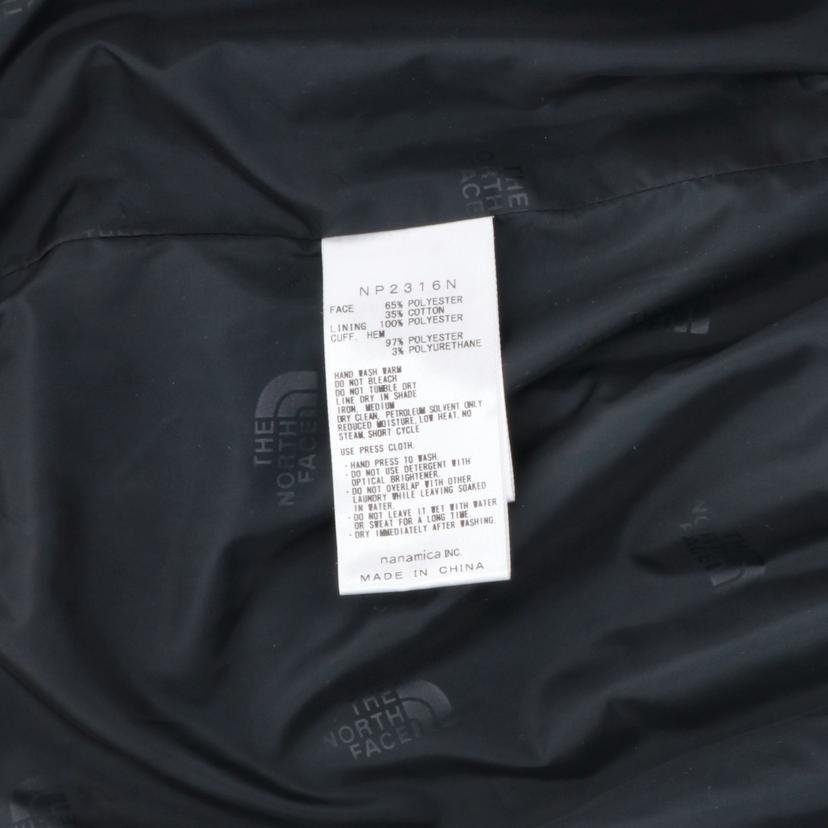 THE
NORTH
FACE
NP2316N
FACE 65% POLYESTER
35% COTTON
LINING 100% POLYESTER
CUFF, HEM
97% POLYESTER
3% POLYURETHANE
HAND WASH WARM
DO NOT BLEACH
DO NOT TUMBLE DRY
LINE DRY IN SHADE
IRON, MEDIUM
DRY CLEAN, PETROLEUM SOLVENT ONLY
REDUCED MOISTURE, LOW HEAT, NO
STEAM, SHORT CYCLE
USE PRESS CLOTH.
・HAND PRESS TO WASH.
・DO NOT USE DETERGENT WITH
OPTICAL BRIGHTENER.
・DO NOT OVERLAP WITH OTHER
LAUNDRY WHILE LEAVING SOAKED
IN WATER.
・DO NOT LEAVE IT WET WITH WATER
OR SWEAT FOR A LONG TIME.
・DRY IMMEDIATELY AFTER WASHING.
nanamica INC.
MADE IN CHINA
THE
NORTH
FACE
THE
NORTH
FACE